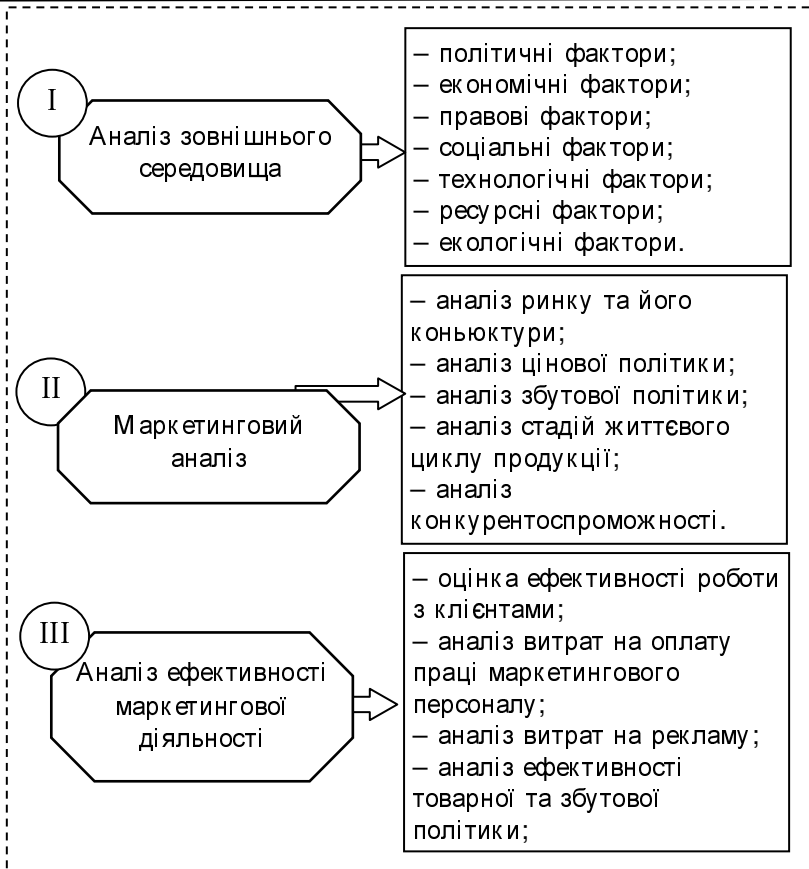 I
Аналіз зовнішнього
середовища
– політичні фактори;
– економічні фактори;
– правові фактори;
– соціальні фактори;
– технологічні фактори;
– ресурсні фактори;
– екологічні фактори.
II
Маркетинговий
аналіз
– аналіз ринку та його
коньюктури;
– аналіз цінової політики;
– аналіз збутової політики;
– аналіз стадій життєвого
циклу продукції;
– аналіз
конкурентоспроможності.
III
Аналіз ефективності
маркетингової
діяльності
– оцінка ефективності роботи
з клієнтами;
– аналіз витрат на оплату
праці маркетингового
персоналу;
– аналіз витрат на рекламу;
– аналіз ефективності
товарної та збутової
політики;